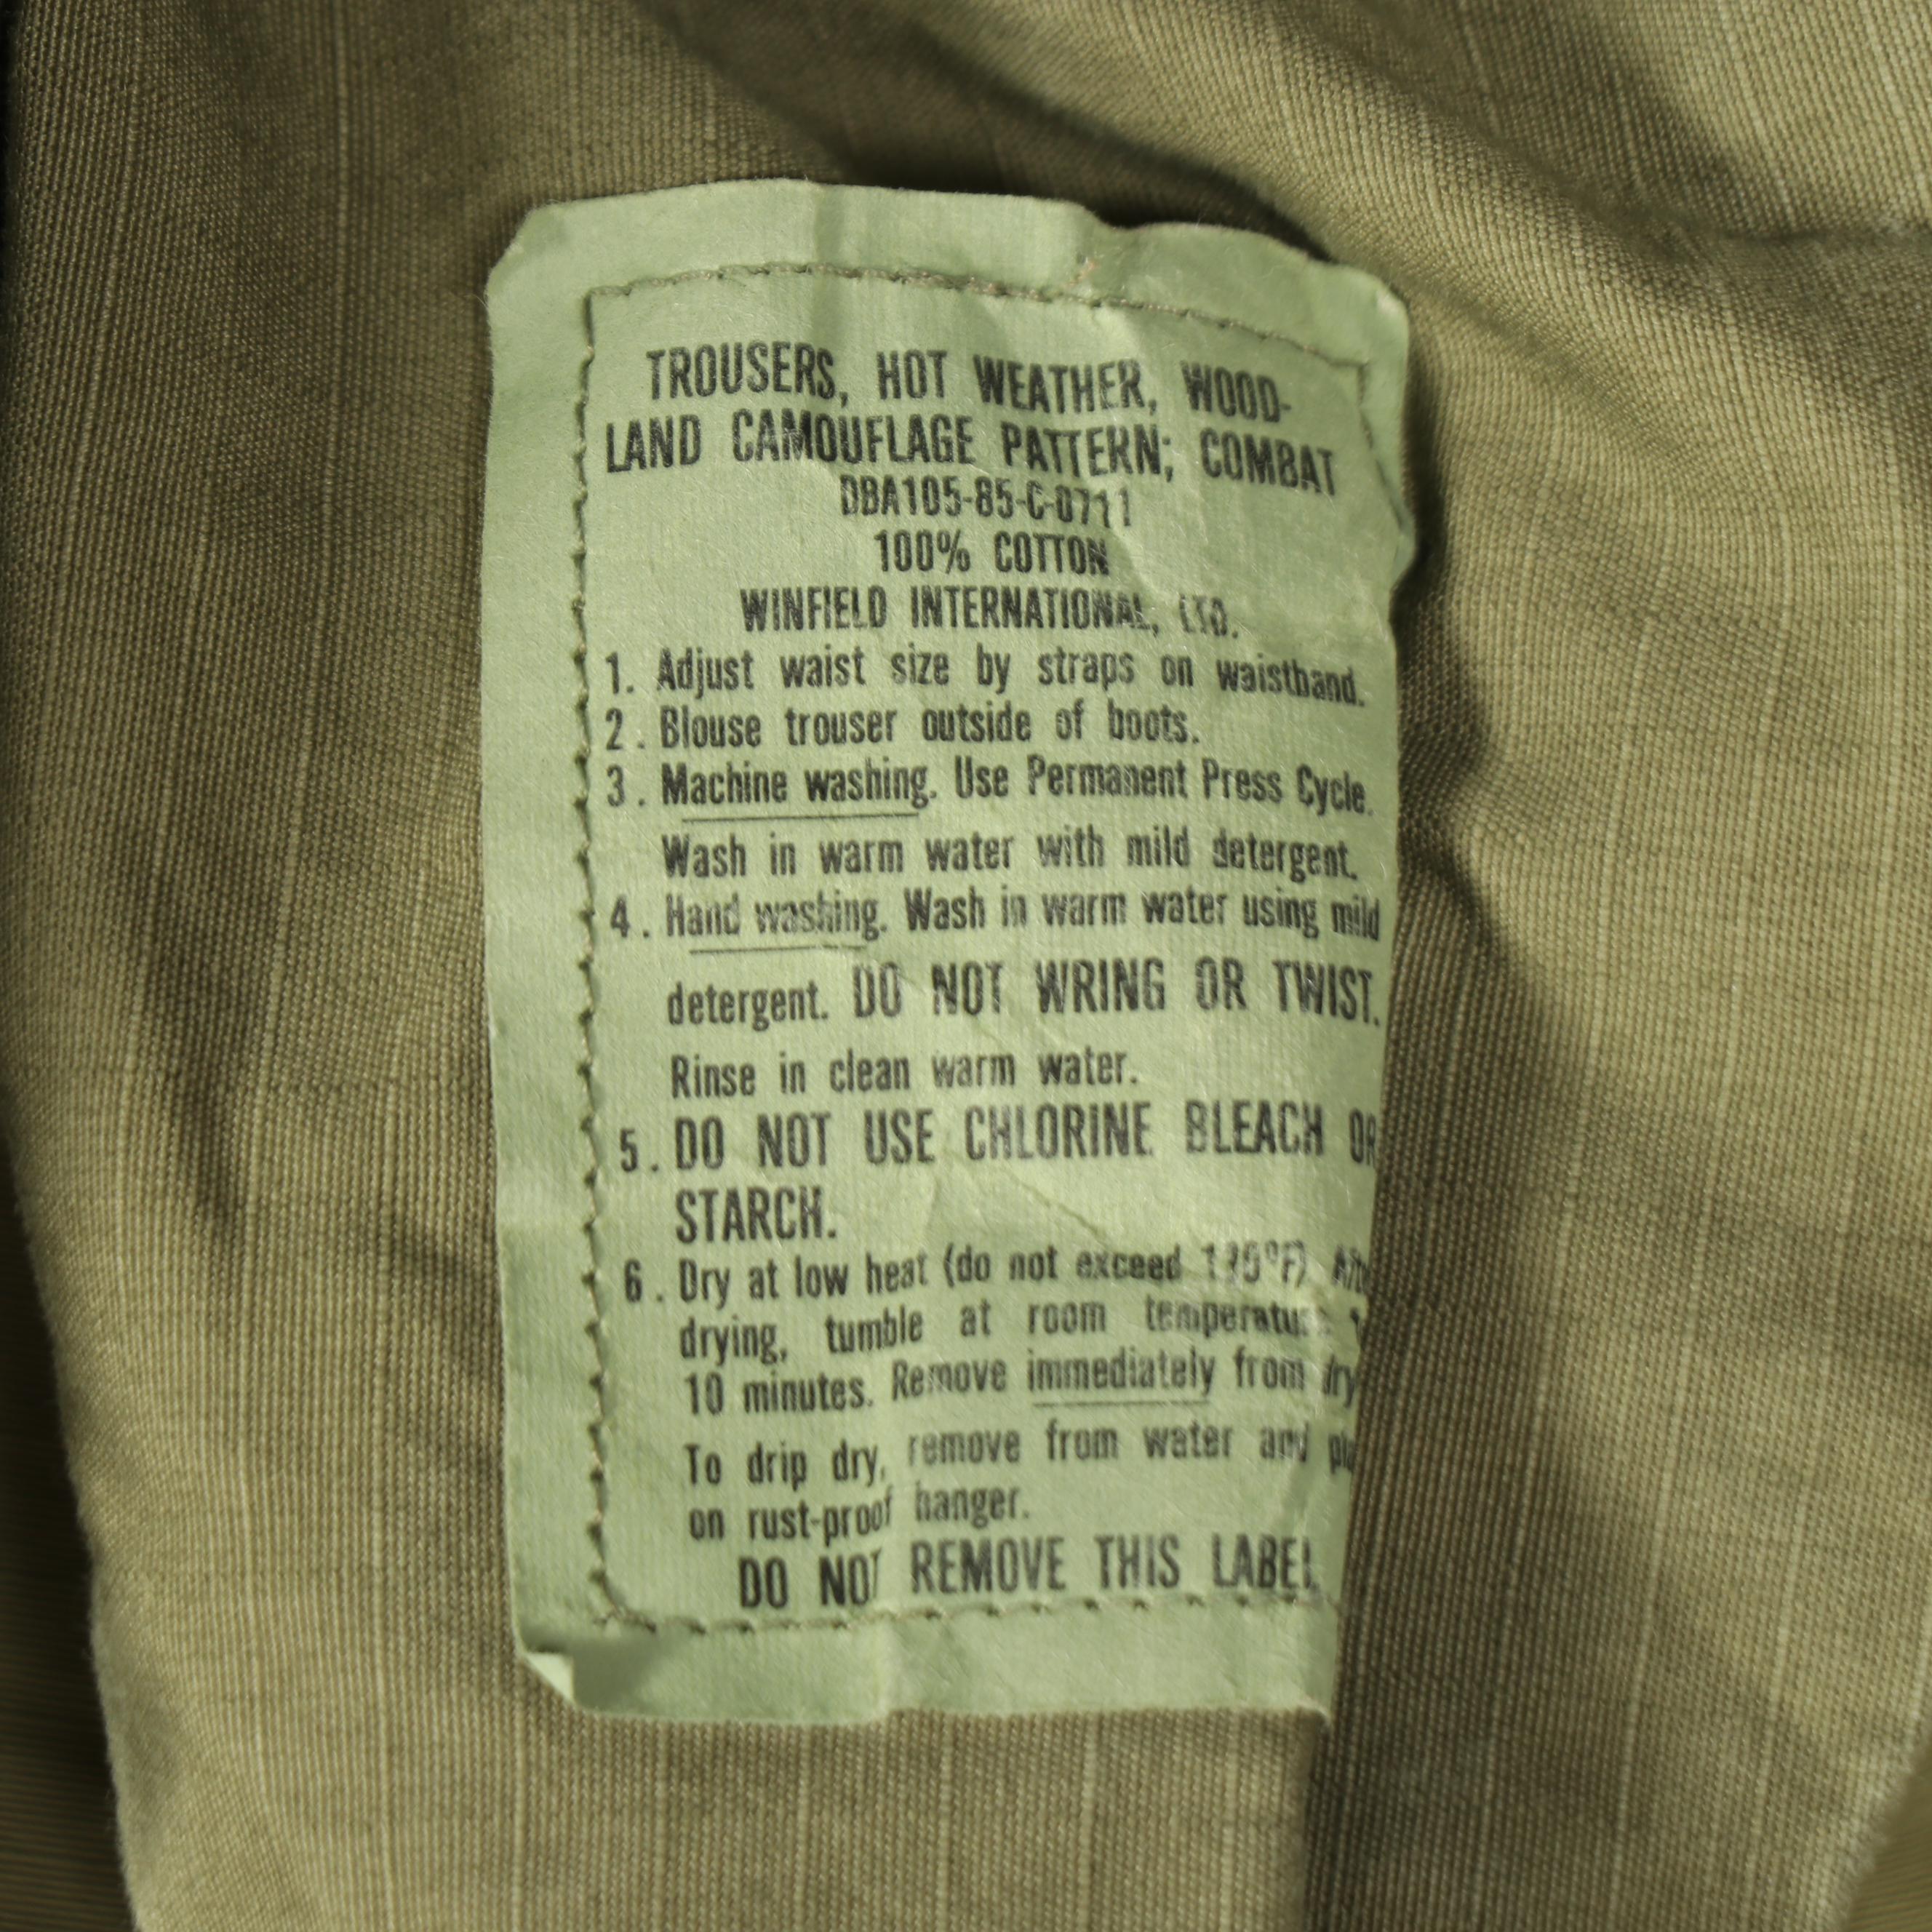 TROUSERS, HOT WEATHER, WOOD-
LAND CAMOUFLAGE PATTERN; COMBAT
DBA105-85-C-0711
100% COTTON
WINFIELD INTERNATIONAL, LTD.
1. Adjust waist size by straps on waistband.
2. Blouse trouser outside of boots.
3. Machine washing. Use Permanent Press Cycle.
Wash in warm water with mild detergent.
4. Hand washing. Wash in warm water using mild
detergent. DO NOT WRING OR TWIST.
Rinse in clean warm water.
5. DO NOT USE CHLORINE BLEACH OR
STARCH.
6. Dry at low heat (do not exceed
drying, tumble at room temperature
10 minutes. Remove immediately from
To drip dry, remove from water and
on rust-proof hanger.
DO NOT REMOVE THIS LABEL